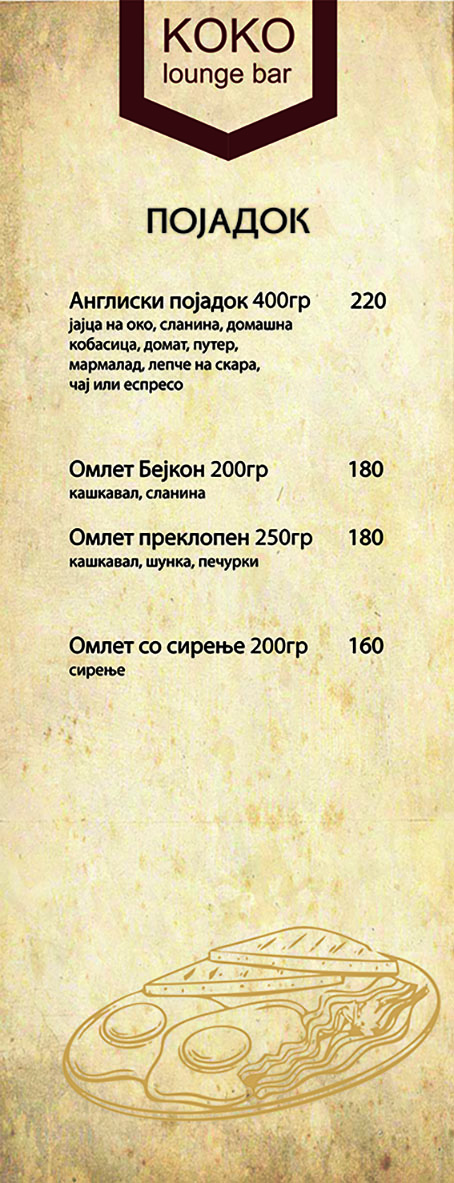 KOKO
lounge bar
ПОЈАДОК
Англиски појадок 400гр 220
јајца на око, сланина, домашна
кобасица, домат, путер,
мармалад, лепче на скара,
чај или еспресо
Омлет Бејкон 200гр 180
кашкавал, сланина
Омлет преклопен 250гр 180
кашкавал, шунка, печурки
Омлет со сирење 200гр 160
сирење